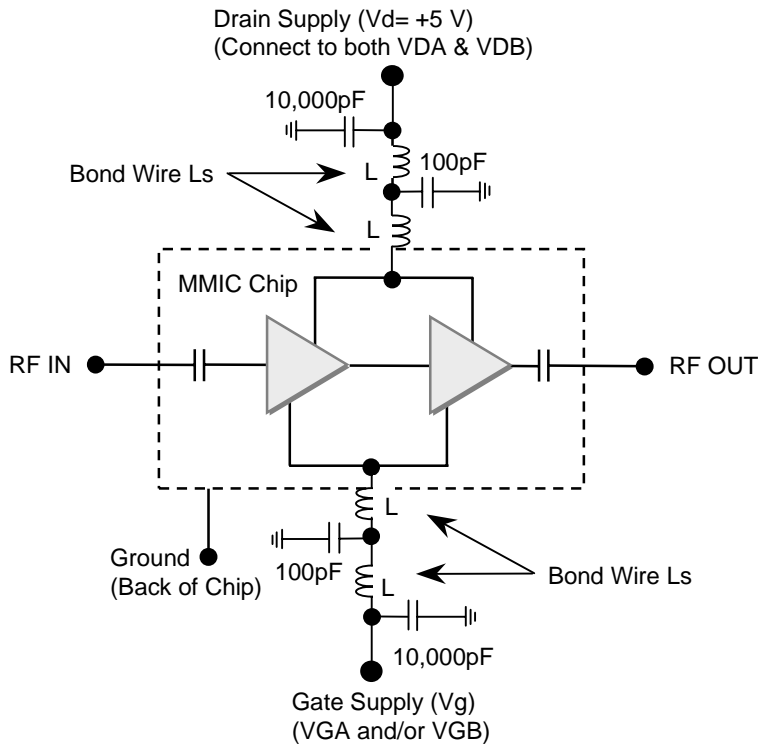 Drain Supply (Vd= +5 V)
(Connect to both VDA & VDB)
10,000pF
L
100pF
Bond Wire Ls
L
MMIC Chip
RF IN
RF OUT
L
Ground
(Back of Chip)
100pF
L
Bond Wire Ls
10,000pF
Gate Supply (Vg)
(VGA and/or VGB)